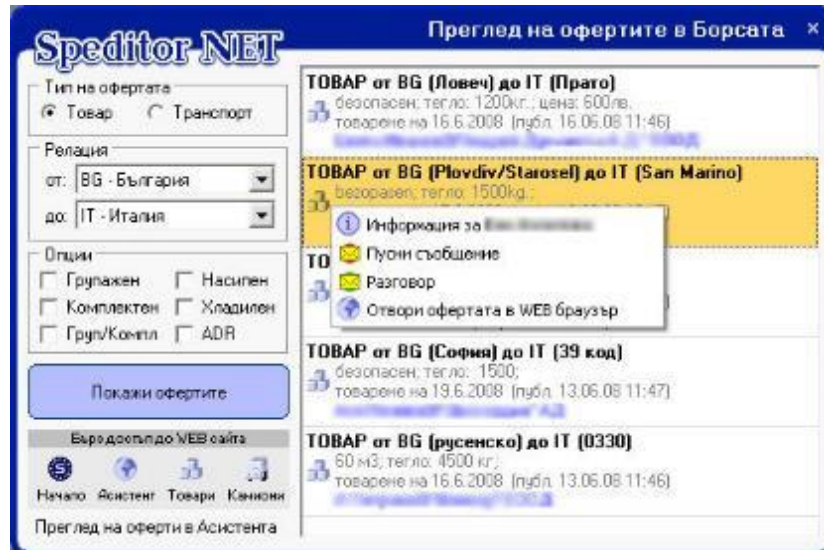 Speditor NET
Преглед на офертите в Борсата ×
Тип на офертата
Товар Транспорт
Релация
от: BG - България
до: IT - Италия
Опции
Групажен Насипен
Комплектен Хладилен
Груп/Компл ADR
Покажи офертите
Бърз достъп до WEB сайта
Начало Асистент Товари Камиони
Преглед на оферти в Асистента
ТОВАР от BG (Ловеч) до IT (Прато)
безопасен; тегло: 1200кг.; цена: 600лв.
товарене на 16.6.2008 (публ. 16.06.08 11:46)
ТОВАР от BG (Plovdiv/Starosel) до IT (San Marino)
bezopasen; тегло: 1500kg.;
Информация за
Пусни съобщение
Разговор
Отвори офертата в WEB браузър
ТО
ТОВАР от BG (София) до IT (39 код)
безопасен; тегло: 1500;
товарене на 19.6.2008 (публ. 13.06.08 11:47)
ТОВАР от BG (русенско) до IT (0330)
60 м3; тегло: 4500 кг.;
товарене на 16.6.2008 (публ. 13.06.08 11:46)